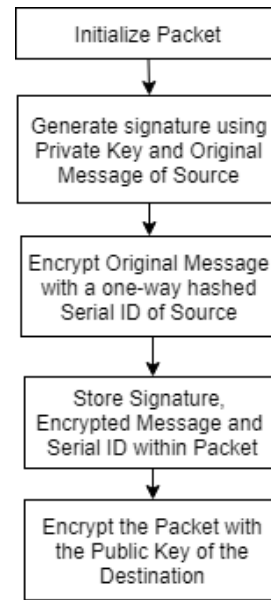 Initialize Packet
Generate signature using
Private Key and Original
Message of Source
Encrypt Original Message
with a one-way hashed
Serial ID of Source
Store Signature,
Encrypted Message and
Serial ID within Packet
Encrypt the Packet with
the Public Key of the
Destination